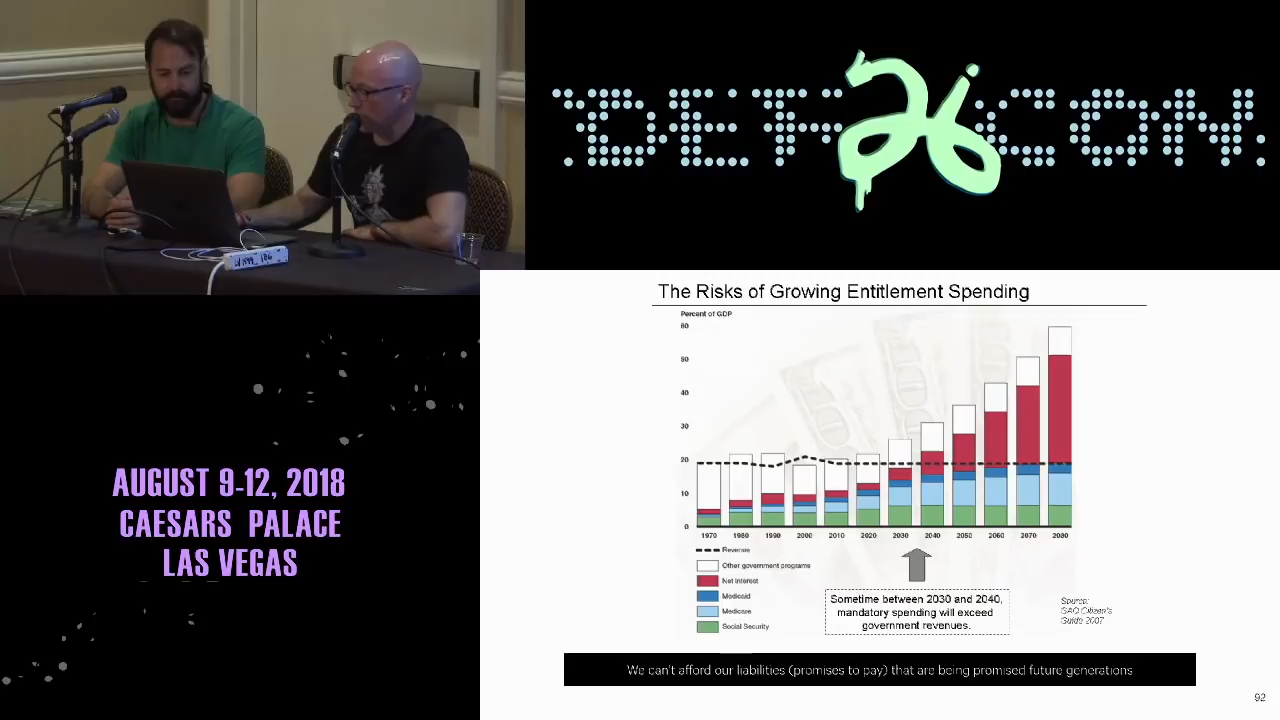 DEF CON
26
AUGUST 9-12, 2018
CAESARS PALACE
LAS VEGAS
The Risks of Growing Entitlement Spending
Percent of GDP
60
50
40
30
20
10
0
1970 1980 1990 2000 2010 2020 2030 2040 2050 2060 2070 2080
Revenue
Other government programs
Net Interest
Medicaid
Medicare
Social Security
Sometime between 2030 and 2040,
mandatory spending will exceed
government revenues.
Source:
GAO Citizen's
Guide 2007
We can't afford our liabilities (promises to pay) that are being promised future generations
92